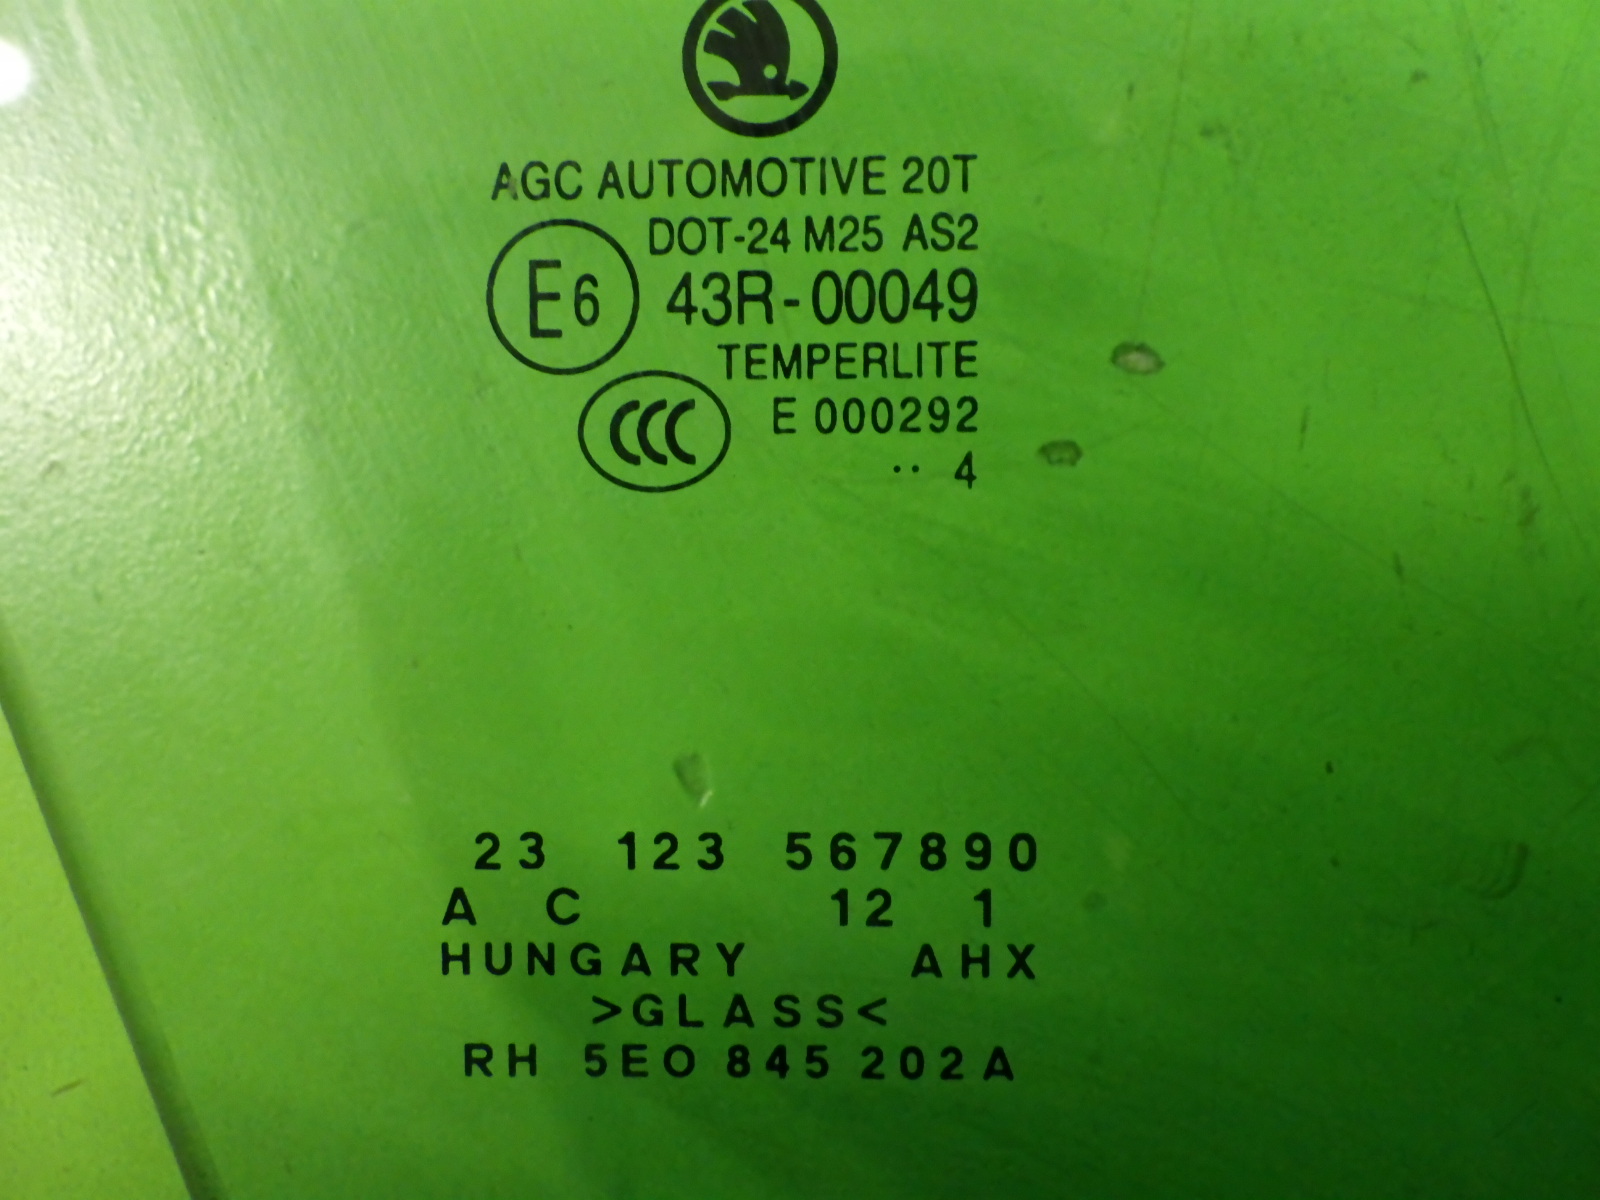 AGC AUTOMOTIVE 20T
DOT-24 M25 AS2
E6 43R-00049
TEMPERLITE
CCC E 000292
·· 4
23 123 567890
A C 12 1
HUNGARY AHX
>GLASS<
RH 5E0 845 202A